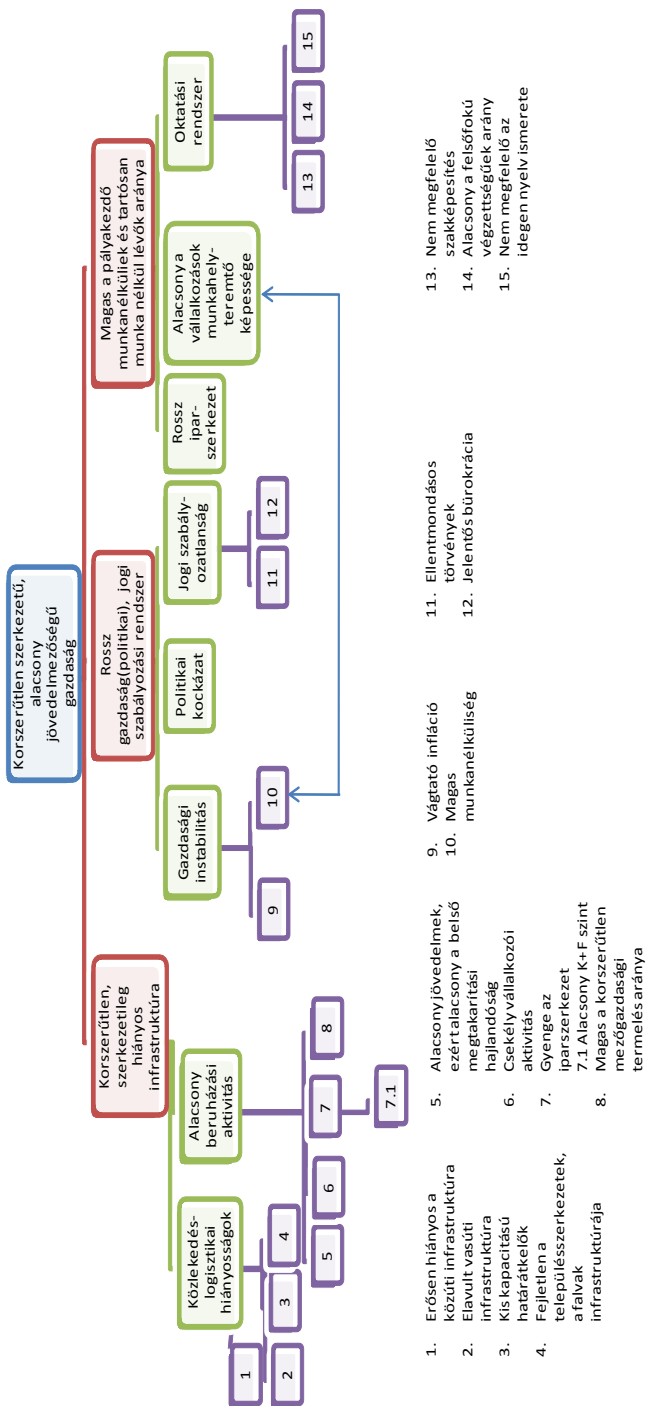 Korszerűtlen szerkezetű,
alacsony
jövedelmezőségű
gazdaság
Korszerűtlen,
szerkezetileg
hiányos
infrastruktúra
Rossz
gazdaság(politikai), jogi
szabályozási rendszer
Magas a pályakezdő
munkanélküliek és tartósan
munka nélkül lévők aránya
Közlekedés-
logisztikai
hiányosságok
Alacsony
beruházási
aktivitás
Gazdasági
instabilitás
Politikai
kockázat
Jogi szabály-
ozatlanság
Rossz
ipar-
szerkezet
Alacsony a
vállalkozások
munkahely-
teremtő
képessége
Oktatási
rendszer
1
2
3
4
5
6
7
8
7.1
9
10
11
12
13
14
15
1. Erősen hiányos a
közúti infrastruktúra
2. Elavult vasúti
infrastruktúra
3. Kis kapacitású
határátkelők
4. Fejletlen a
településszerkezetek,
a falvak
infrastruktúrája
5. Alacsony jövedelmek,
ezért alacsony a belső
megtakarítási
hajlandóság
6. Csekély vállalkozói
aktivitás
7. Gyenge az
iparszerkezet
7.1 Alacsony K+F szint
8. Magas a korszerűtlen
mezőgazdasági
termelés aránya
9. Vágtató infláció
10. Magas
munkanélküliség
11. Ellentmondásos
törvények
12. Jelentős bürokrácia
13. Nem megfelelő
szakképesítés
14. Alacsony a felsőfokú
végzettségűek arány
15. Nem megfelelő az
idegen nyelv ismerete